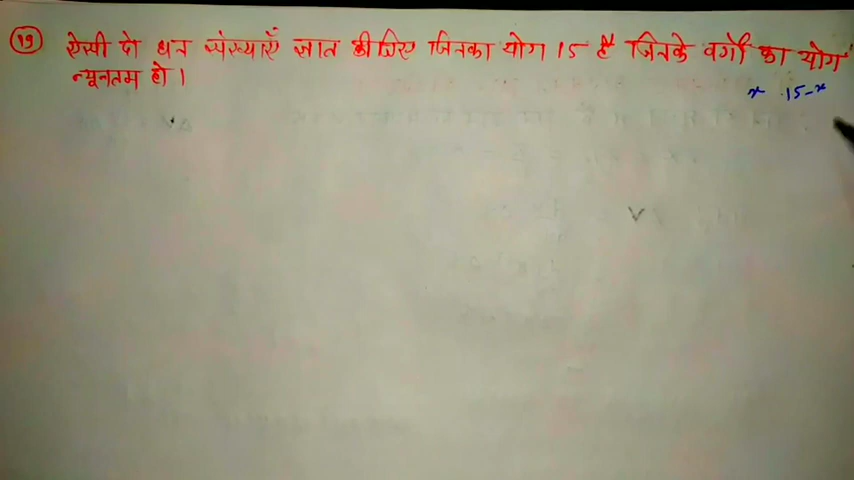 (19) ऐसी दो धन संख्याएँ ज्ञात कीजिए जिनका योग 15 है जिनके वर्गों का योग
न्यूनतम हो।
x 15-x